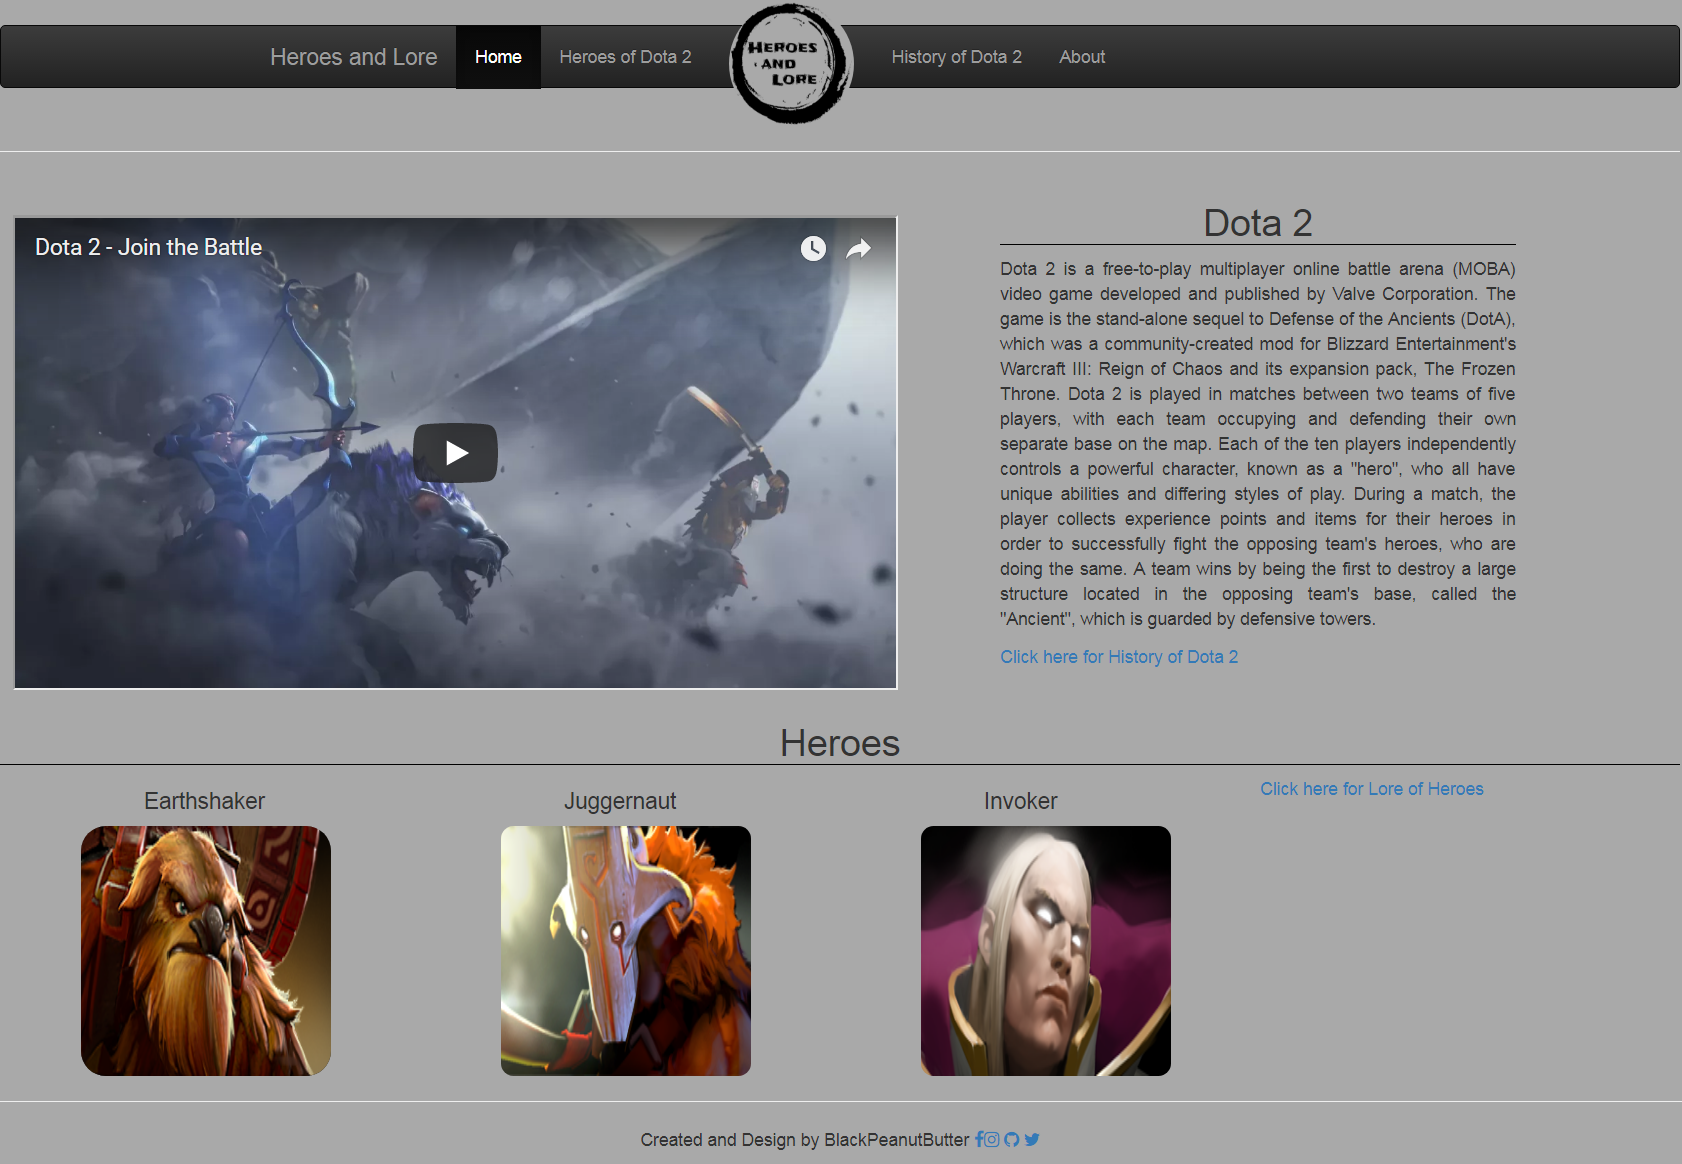 Heroes and Lore
Home
Heroes of Dota 2
HEROES
AND
LORE
History of Dota 2
About
Dota 2 - Join the Battle
Dota 2
Dota 2 is a free-to-play multiplayer online battle arena (MOBA)
video game developed and published by Valve Corporation. The
game is the stand-alone sequel to Defense of the Ancients (DotA),
which was a community-created mod for Blizzard Entertainment's
Warcraft III: Reign of Chaos and its expansion pack, The Frozen
Throne. Dota 2 is played in matches between two teams of five
players, with each team occupying and defending their own
separate base on the map. Each of the ten players independently
controls a powerful character, known as a "hero", who all have
unique abilities and differing styles of play. During a match, the
player collects experience points and items for their heroes in
order to successfully fight the opposing team's heroes, who are
doing the same. A team wins by being the first to destroy a large
structure located in the opposing team's base, called the
"Ancient", which is guarded by defensive towers.
Click here for History of Dota 2
Heroes
Earthshaker
Juggernaut
Invoker
Click here for Lore of Heroes
Created and Design by BlackPeanutButter